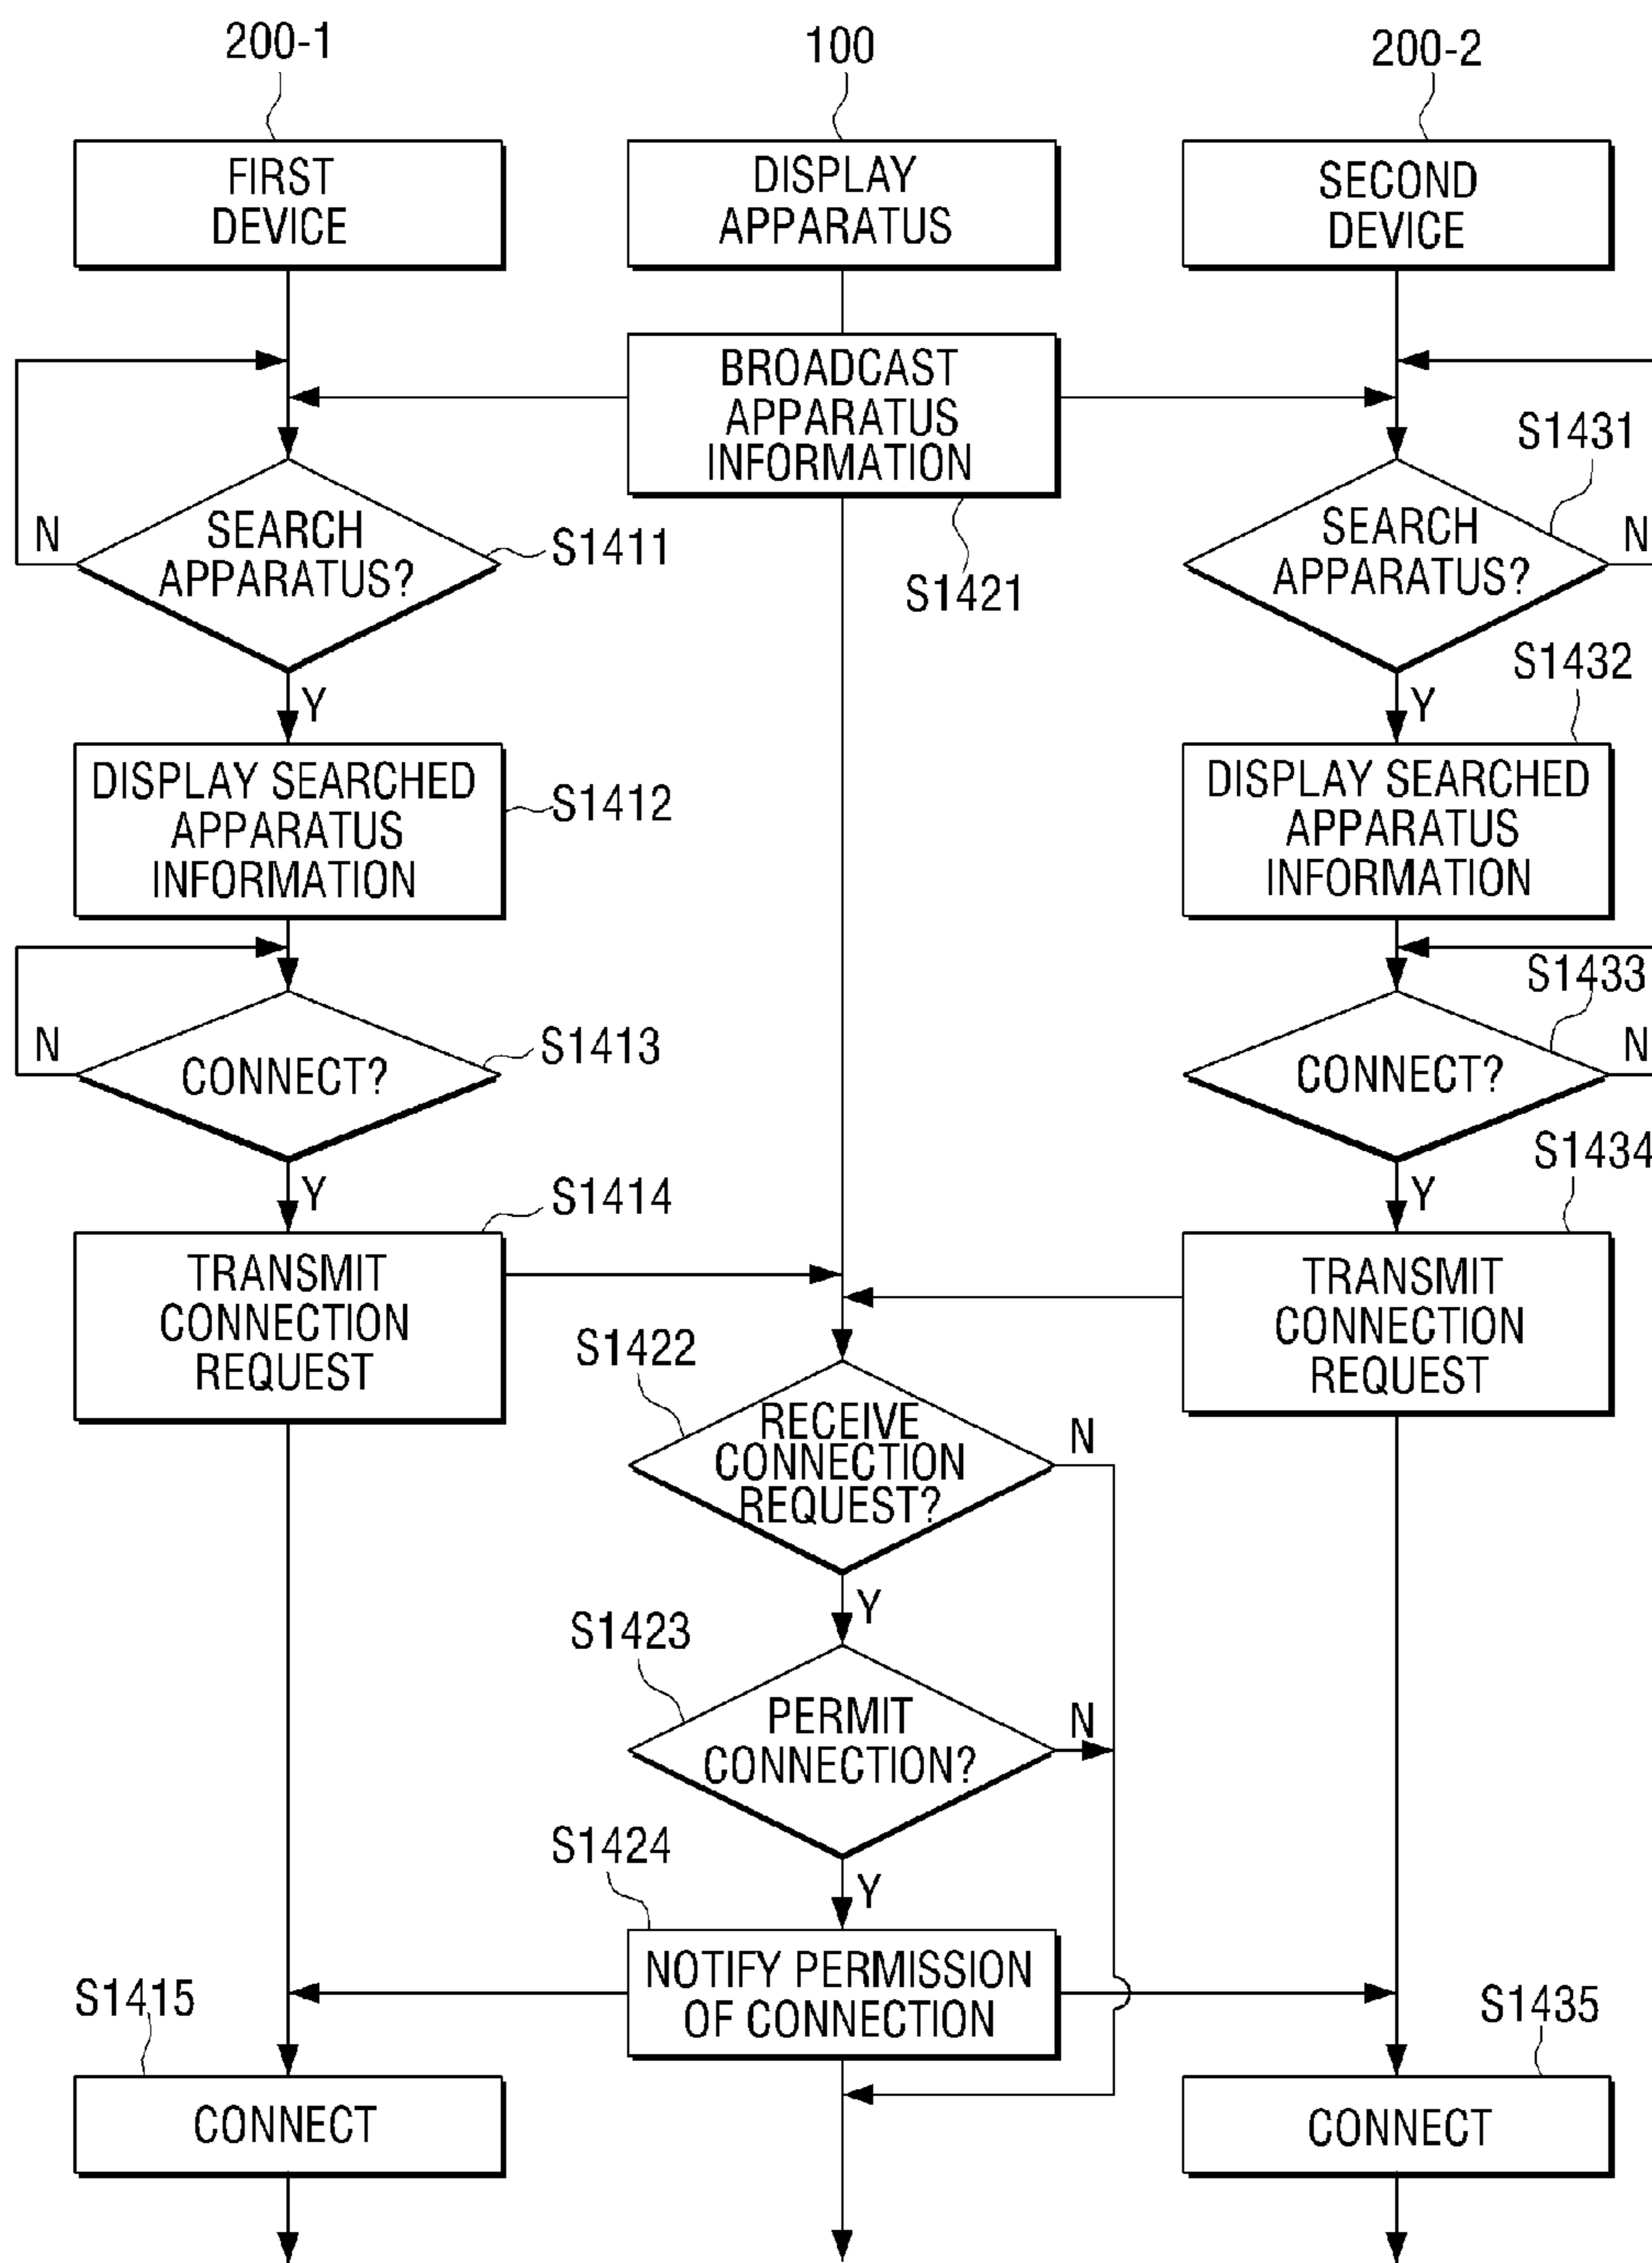 200-1
100
200-2
FIRST
DEVICE
DISPLAY
APPARATUS
SECOND
DEVICE
BROADCAST
APPARATUS
INFORMATION
S1421
SEARCH
APPARATUS?
N
S1411
Y
S1431
SEARCH
APPARATUS?
N
Y
DISPLAY SEARCHED
APPARATUS
INFORMATION
S1412
S1432
DISPLAY SEARCHED
APPARATUS
INFORMATION
CONNECT?
N
S1413
Y
S1433
CONNECT?
N
Y
S1414
TRANSMIT
CONNECTION
REQUEST
S1434
TRANSMIT
CONNECTION
REQUEST
S1422
RECEIVE
CONNECTION
REQUEST?
N
Y
S1423
PERMIT
CONNECTION?
N
Y
S1424
NOTIFY PERMISSION
OF CONNECTION
S1415
CONNECT
S1435
CONNECT